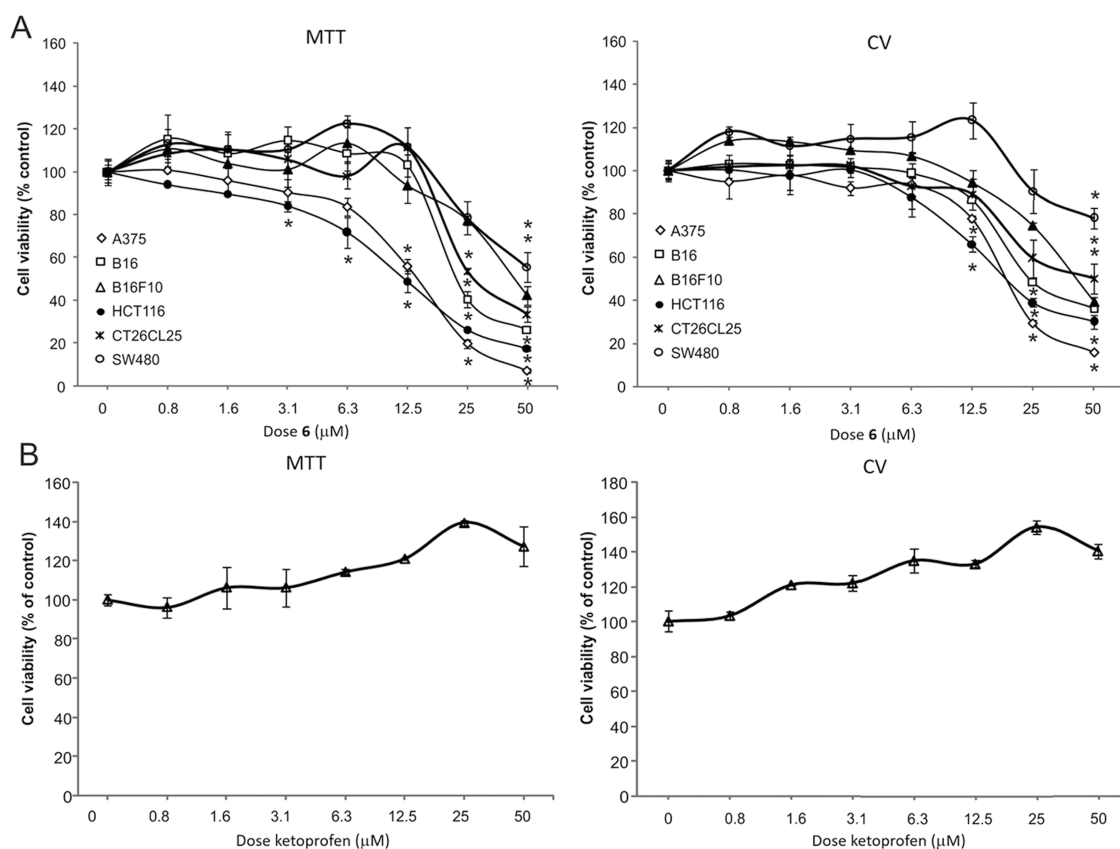 A
MTT
Cell viability (% control)
160
140
120
100
80
60
40
20
0
A375
B16
B16F10
HCT116
CT26CL25
SW480
* * * * * * * * * * * *
0 0.8 1.6 3.1 6.3 12.5 25 50
Dose 6 (μM)
CV
Cell viability (% control)
160
140
120
100
80
60
40
20
0
A375
B16
B16F10
HCT116
CT26CL25
SW480
* * * * * * * * * * *
0 0.8 1.6 3.1 6.3 12.5 25 50
Dose 6 (μM)
B
MTT
Cell viability (% of control)
160
140
120
100
80
60
40
20
0
0 0.8 1.6 3.1 6.3 12.5 25 50
Dose ketoprofen (μM)
CV
Cell viability (% of control)
180
160
140
120
100
80
60
40
20
0
0 0.8 1.6 3.1 6.3 12.5 25 50
Dose ketoprofen (μM)